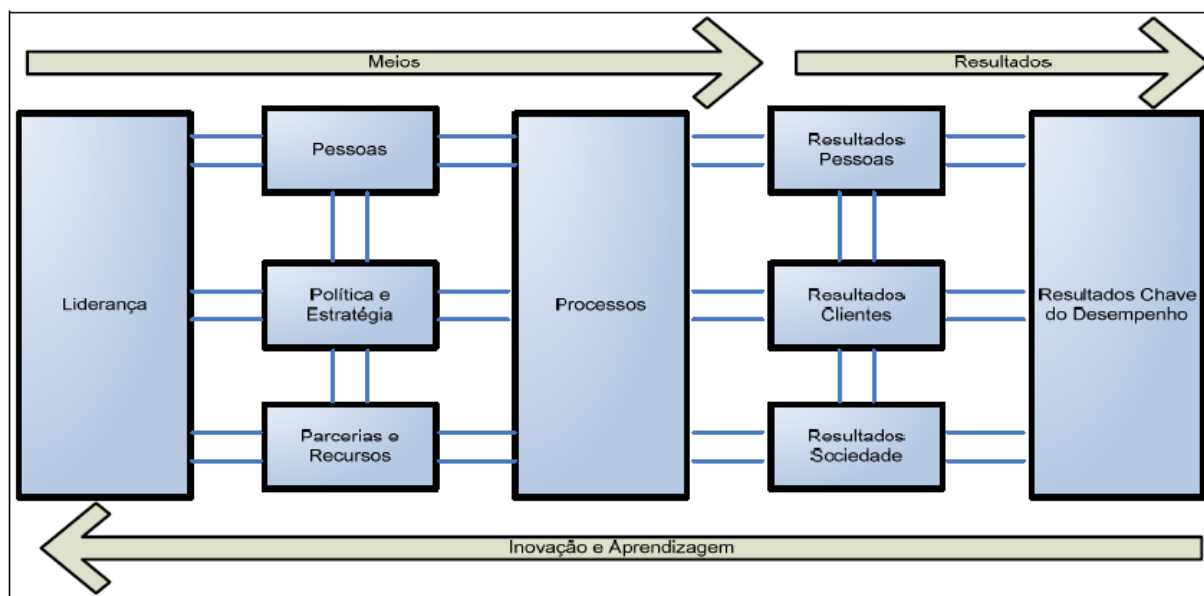 Meios
Resultados
Pessoas
Resultados
Pessoas
Liderança
Política e
Estratégia
Processos
Resultados
Clientes
Resultados Chave
do Desempenho
Parcerias e
Recursos
Resultados
Sociedade
Inovação e Aprendizagem